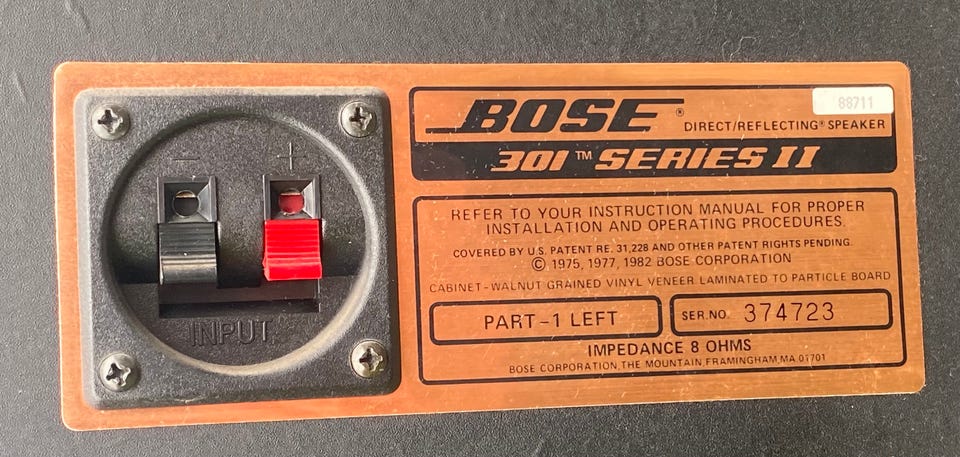 - +
INPUT
88711
BOSE®
DIRECT/REFLECTING® SPEAKER
301™ SERIES II
REFER TO YOUR INSTRUCTION MANUAL FOR PROPER
INSTALLATION AND OPERATING PROCEDURES.
COVERED BY U.S. PATENT RE. 31,228 AND OTHER PATENT RIGHTS PENDING.
© 1975, 1977, 1982 BOSE CORPORATION
CABINET-WALNUT GRAINED VINYL VENEER LAMINATED TO PARTICLE BOARD
PART-1 LEFT
SER.NO. 374723
IMPEDANCE 8 OHMS
BOSE CORPORATION, THE MOUNTAIN FRAMINGHAM, MA 01701